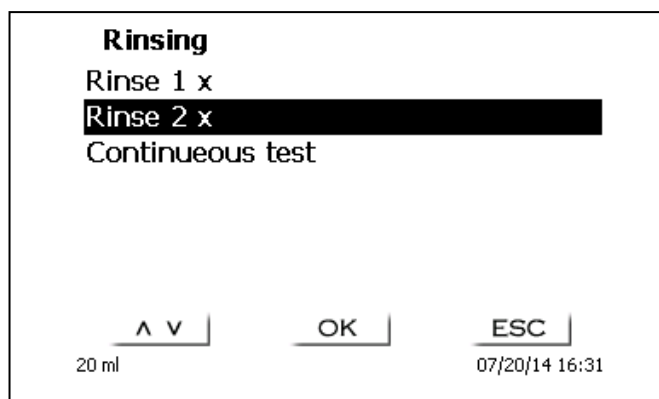 Rinsing
Rinse 1 x
Rinse 2 x
Continueous test
∧ ∨ OK ESC
20 ml 07/20/14 16:31